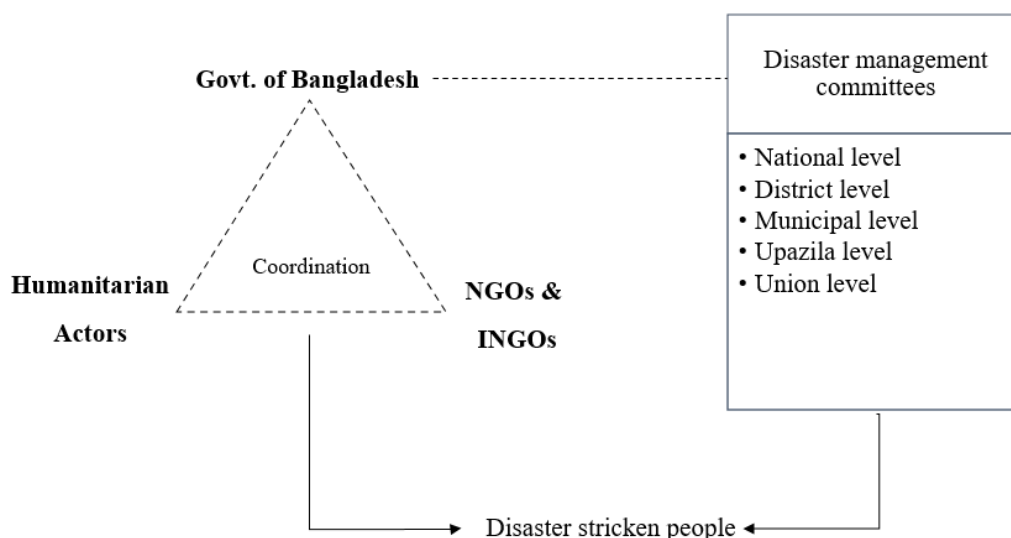 Govt. of Bangladesh
Disaster management
committees
• National level
• District level
• Municipal level
• Upazila level
• Union level
Coordination
Humanitarian
Actors
NGOs &
INGOs
Disaster stricken people